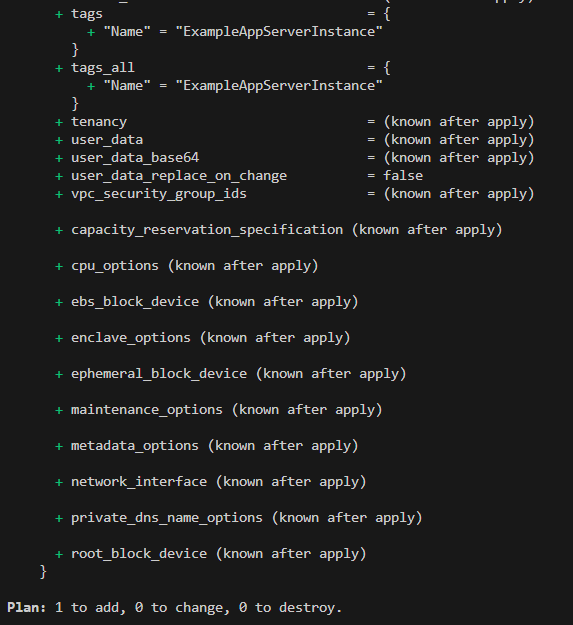 + tags = {
+ "Name" = "ExampleAppServerInstance"
}
+ tags_all = {
+ "Name" = "ExampleAppServerInstance"
}
+ tenancy = (known after apply)
+ user_data = (known after apply)
+ user_data_base64 = (known after apply)
+ user_data_replace_on_change = false
+ vpc_security_group_ids = (known after apply)
+ capacity_reservation_specification (known after apply)
+ cpu_options (known after apply)
+ ebs_block_device (known after apply)
+ enclave_options (known after apply)
+ ephemeral_block_device (known after apply)
+ maintenance_options (known after apply)
+ metadata_options (known after apply)
+ network_interface (known after apply)
+ private_dns_name_options (known after apply)
+ root_block_device (known after apply)
}
Plan: 1 to add, 0 to change, 0 to destroy.